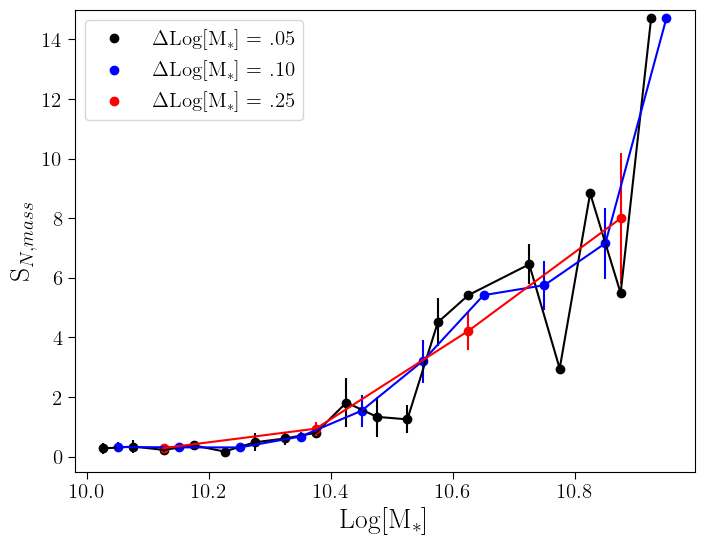 ΔLog[M*] = .05
ΔLog[M*] = .10
ΔLog[M*] = .25
14
12
10
8
6
4
2
0
S_N,mass
10.0 10.2 10.4 10.6 10.8
Log[M*]